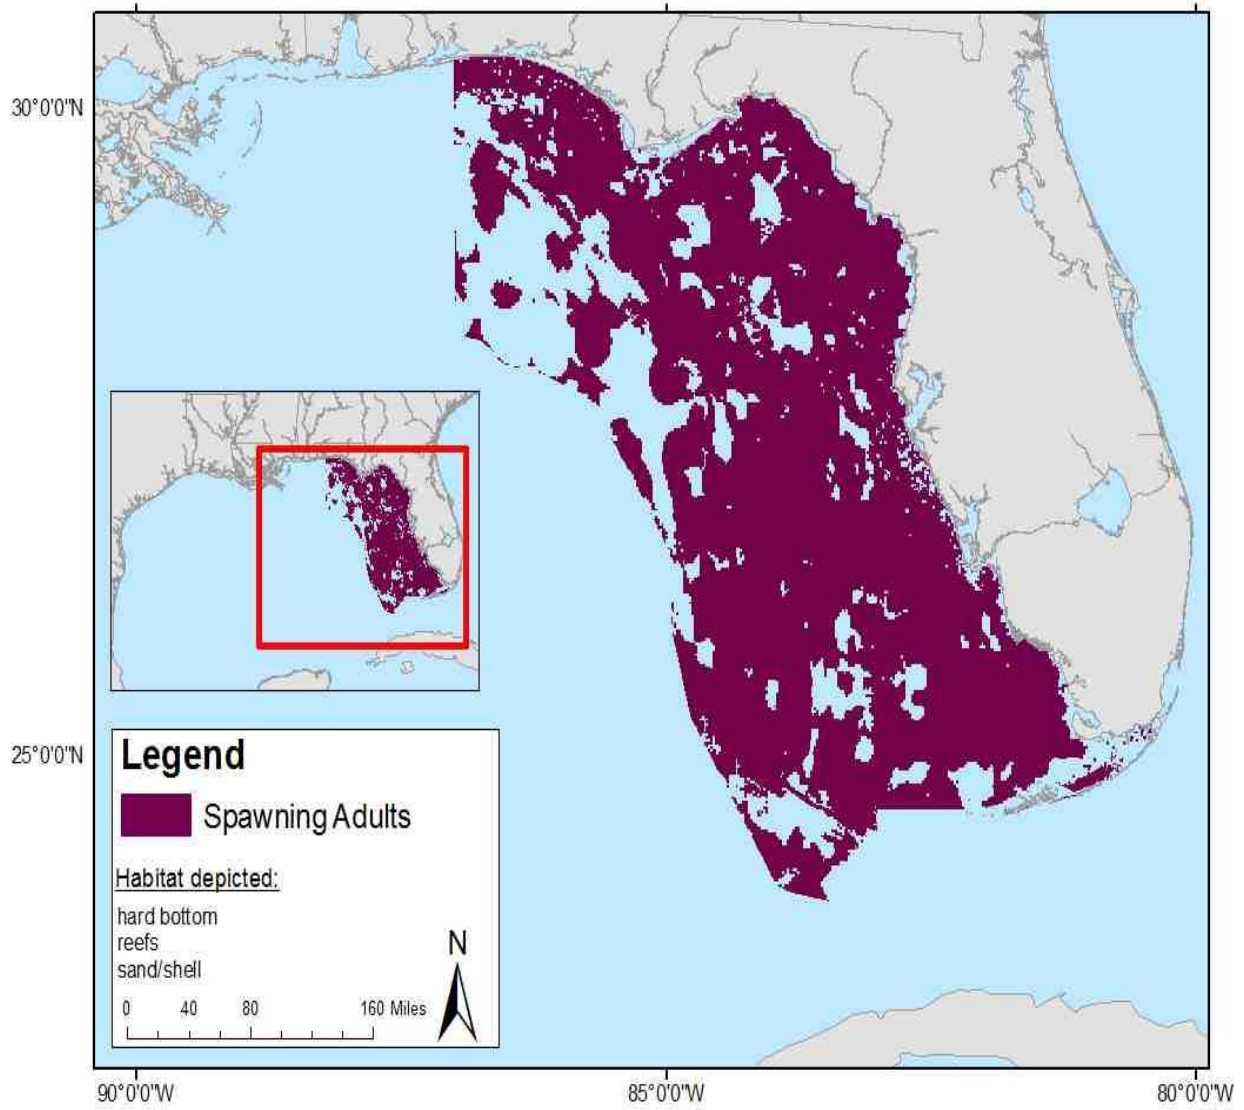 30°0'0"N
25°0'0"N
Legend
Spawning Adults
Habitat depicted:
hard bottom
reefs
sand/shell
N
0 40 80 160 Miles
90°0'0"W 85°0'0"W 80°0'0"W